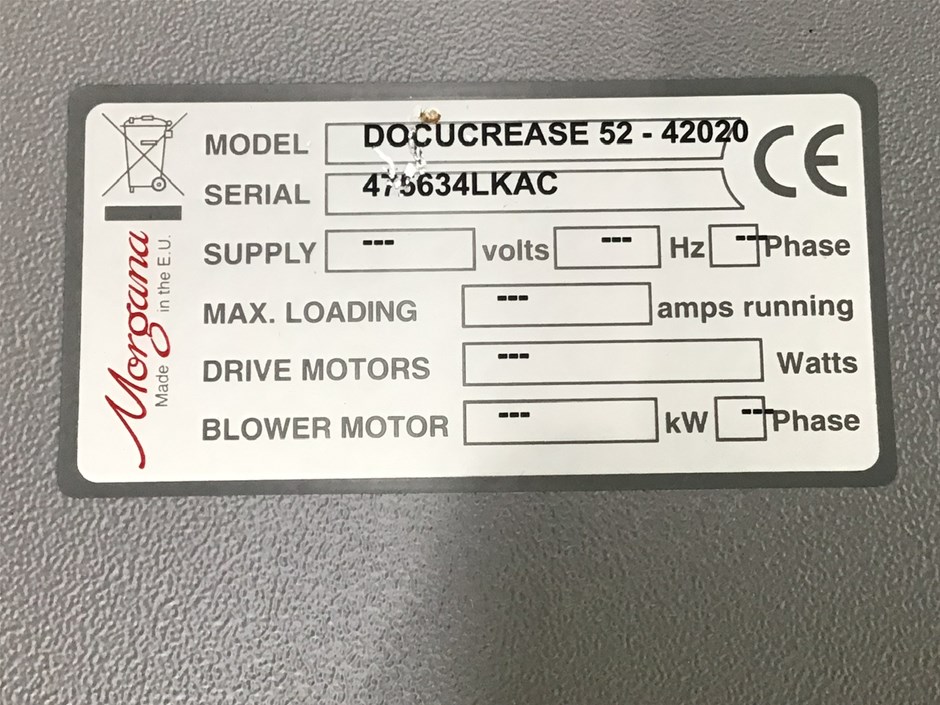 MODEL DOCUCREASE 52 - 42020
SERIAL 475634LKAC
SUPPLY --- volts --- Hz --- Phase
MAX. LOADING --- amps running
DRIVE MOTORS --- Watts
BLOWER MOTOR --- kW --- Phase
CE
Morgana
Made in the E.U.